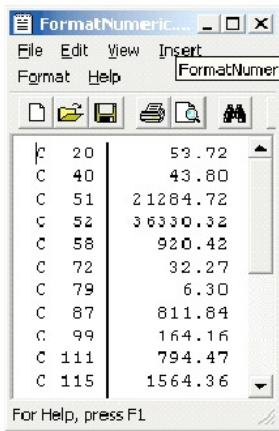 FormatNumeric....
File Edit View Insert
Format Help
FormatNumer
C 20 53.72
C 40 43.80
C 51 21284.72
C 52 36330.32
C 58 920.42
C 72 32.27
C 79 6.30
C 87 811.84
C 99 164.16
C 111 794.47
C 115 1564.36
For Help, press F1